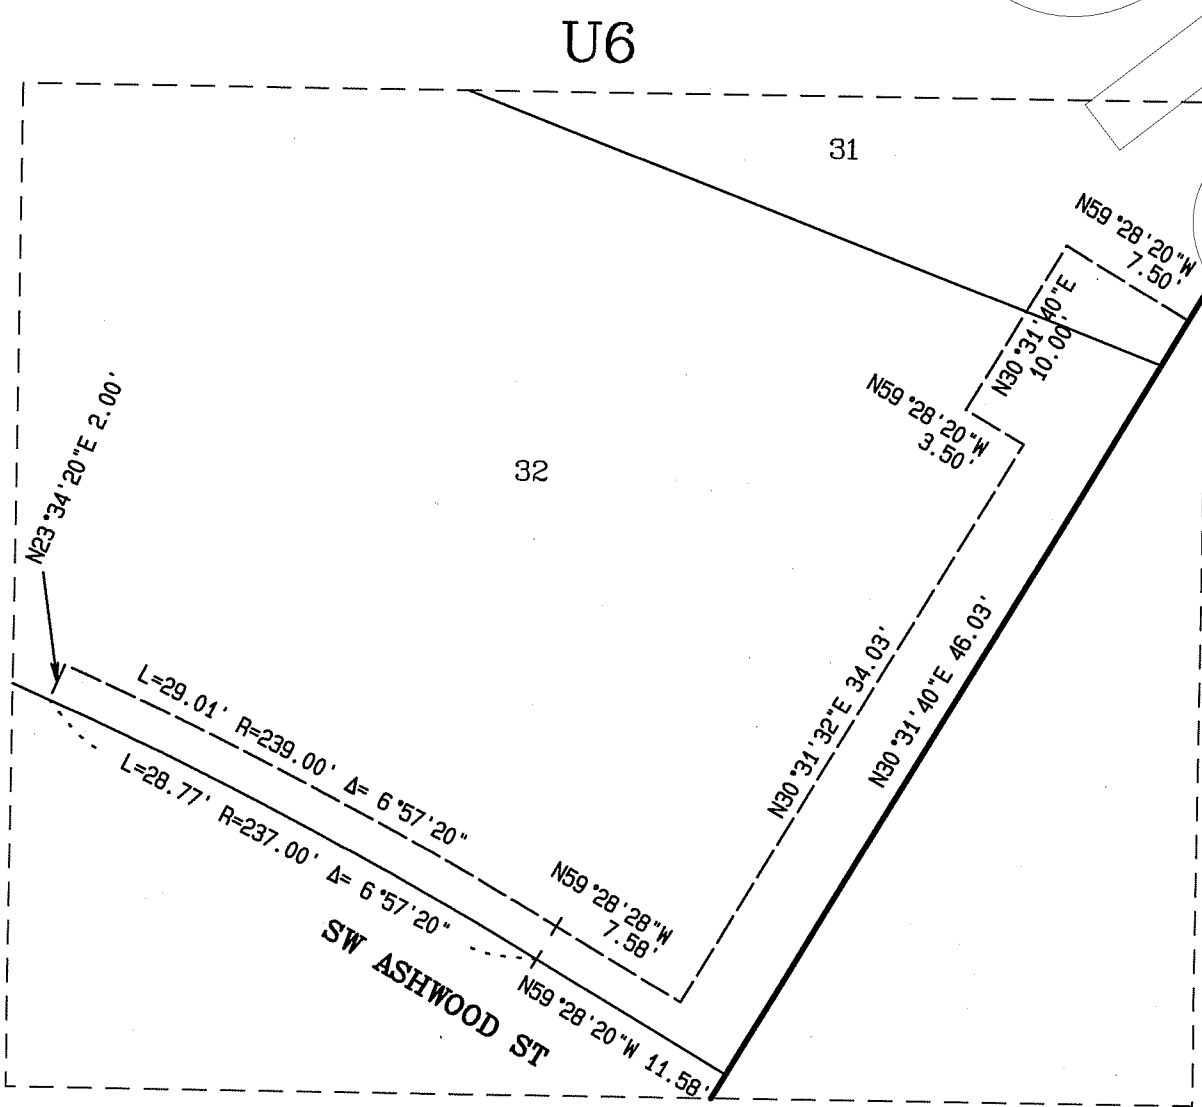 U6
31
N59°28'20"W
7.50'
N30°31'40"E
10.00'
N59°28'20"W
3.50'
32
N23°34'20"E 2.00'
N30°31'32"E 34.03'
N30°31'40"E 46.03'
L=29.01' R=239.00' Δ= 6°57'20"
L=28.77' R=237.00' Δ= 6°57'20"
N59°28'28"W
7.58'
SW ASHWOOD ST
N59°28'20"W 11.58'